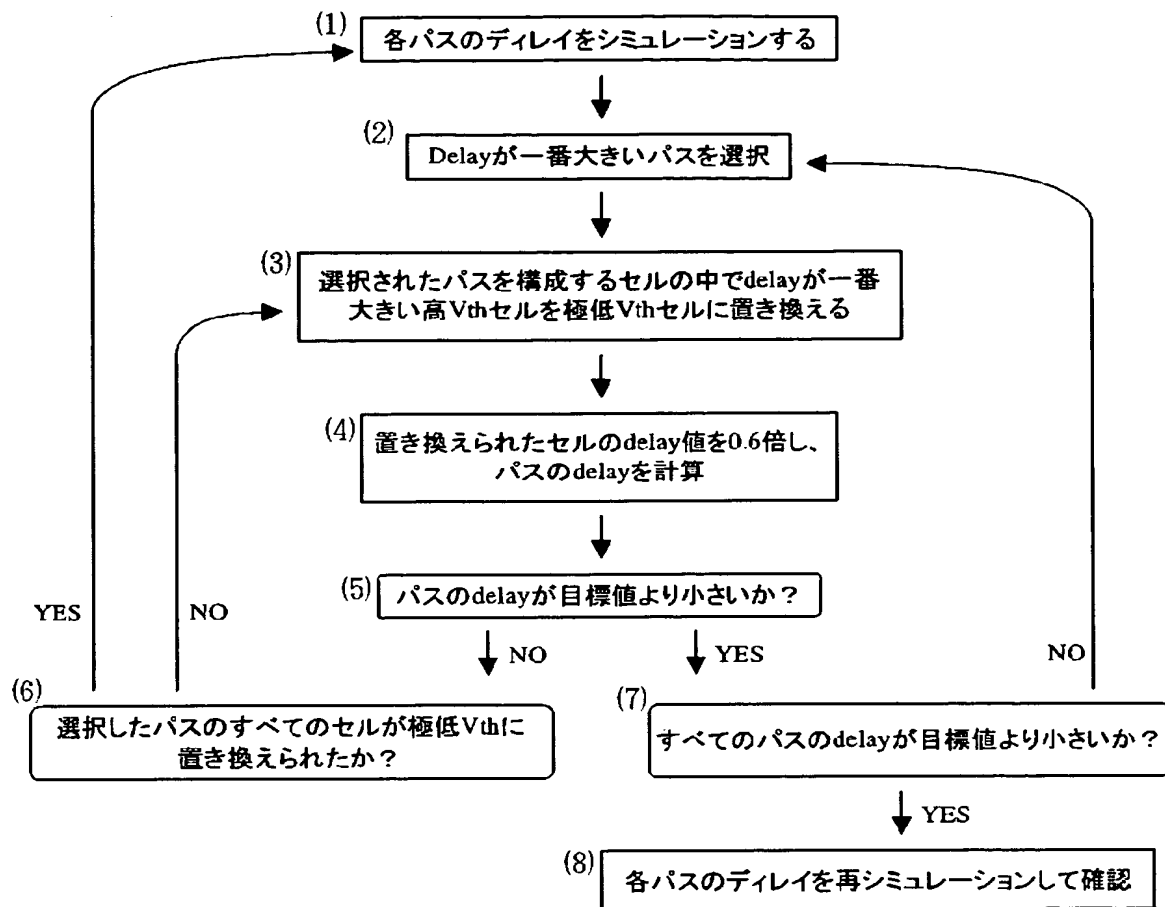 (1)
各パスのディレイをシミュレーションする
(2)
Delayが一番大きいパスを選択
(3)
選択されたパスを構成するセルの中でdelayが一番
大きい高Vthセルを極低Vthセルに置き換える
(4)
置き換えられたセルのdelay値を0.6倍し、
パスのdelayを計算
(5)
パスのdelayが目標値より小さいか？
YES
NO
NO
YES
NO
(6)
選択したパスのすべてのセルが極低Vthに
置き換えられたか？
(7)
すべてのパスのdelayが目標値より小さいか？
YES
(8)
各パスのディレイを再シミュレーションして確認